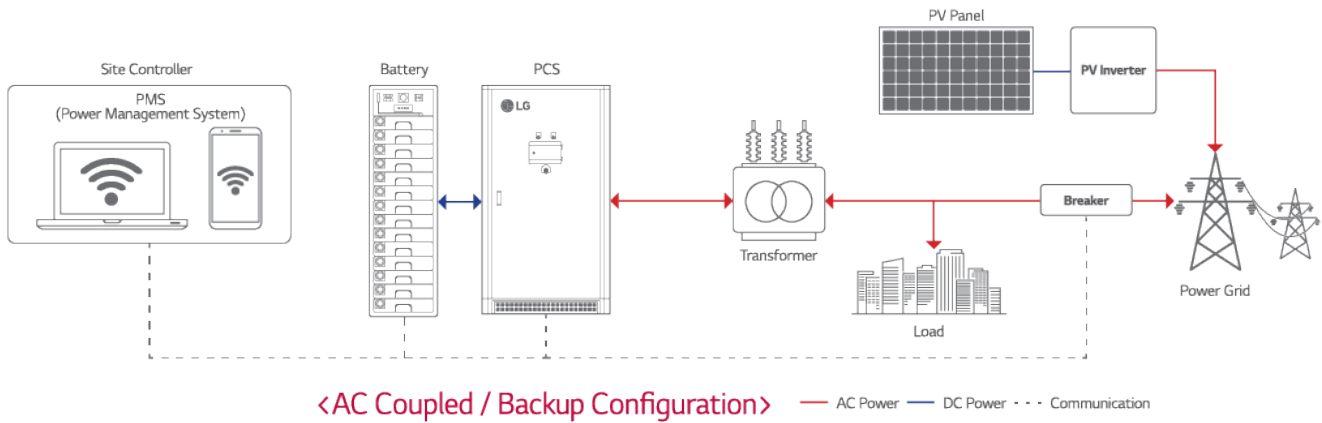 PV Panel
Site Controller
Battery
PCS
PV Inverter
PMS
(Power Management System)
LG
Breaker
Transformer
Power Grid
Load
<AC Coupled / Backup Configuration>
AC Power
DC Power
Communication